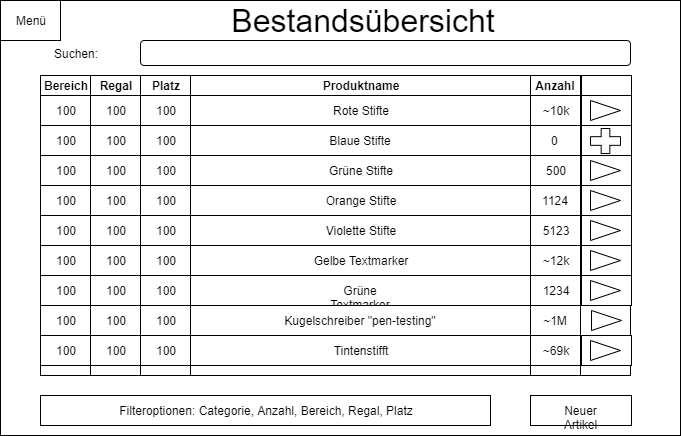 Menü
Bestandsübersicht
Suchen:
Bereich Regal Platz Produktname Anzahl
100 100 100 Rote Stifte ~10k
100 100 100 Blaue Stifte 0
100 100 100 Grüne Stifte 500
100 100 100 Orange Stifte 1124
100 100 100 Violette Stifte 5123
100 100 100 Gelbe Textmarker ~12k
100 100 100 Grüne 1234
Textmarker
100 100 100 Kugelschreiber "pen-testing" ~1M
100 100 100 Tintenstifft ~69k
Filteroptionen: Categorie, Anzahl, Bereich, Regal, Platz
Neuer
Artikel